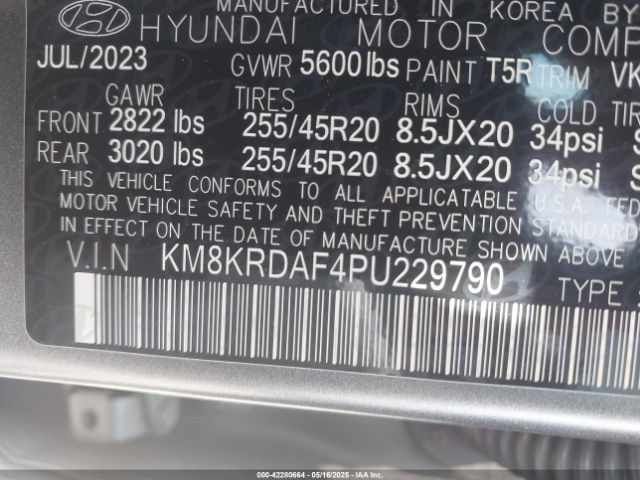 MANUFACTURED IN KOREA BY
HYUNDAI MOTOR COMP
JUL/2023 GVWR 5600 lbs PAINT T5R TRIM VK
GAWR TIRES RIMS COLD TIRE
FRONT 2822 lbs 255/45R20 8.5JX20 34psi S
REAR 3020 lbs 255/45R20 8.5JX20 34psi S
THIS VEHICLE CONFORMS TO ALL APPLICATABLE U.S.A. FED
MOTOR VEHICLE SAFETY AND THEFT PREVENTION STANDARD
IN EFFECT ON THE DATE OF MANUFACTURE SHOWN ABOVE
V.I.N KM8KRDAF4PU229790 TYPE :
000-42280664 | 05/16/2025 | IAAI.COM